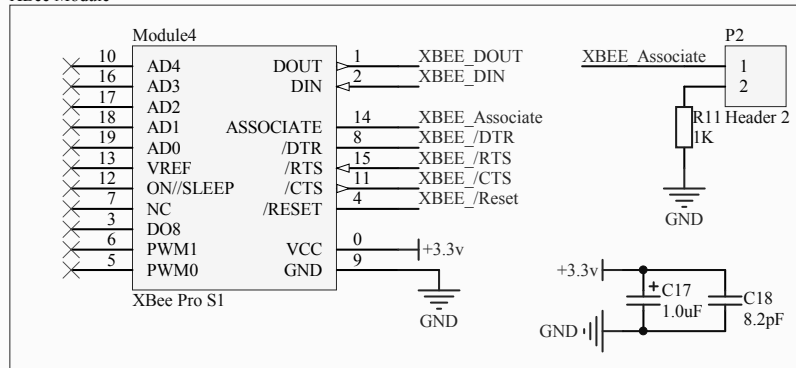 Module4
10 AD4 DOUT 1 XBEE_DOUT
16 AD3 DIN 2 XBEE_DIN
17 AD2
18 AD1 ASSOCIATE 14 XBEE_Associate
19 AD0 /DTR 8 XBEE_/DTR
13 VREF /RTS 15 XBEE_/RTS
12 ON//SLEEP /CTS 11 XBEE_/CTS
7 NC /RESET 4 XBEE_/Reset
3 DO8
6 PWM1 VCC 0 +3.3v
5 PWM0 GND 9
XBee Pro S1
GND
P2
XBEE_Associate 1
2
R11 Header 2
1K
GND
+3.3v
+ C17 C18
1.0uF 8.2pF
GND